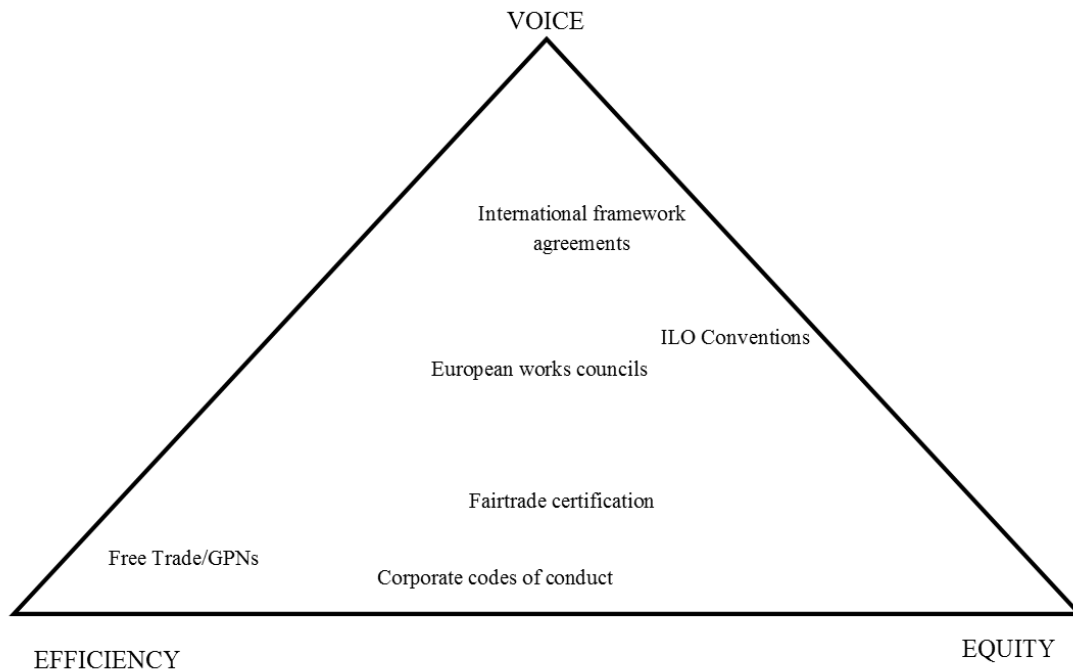 VOICE
International framework
agreements
ILO Conventions
European works councils
Fairtrade certification
Free Trade/GPNs
Corporate codes of conduct
EFFICIENCY
EQUITY